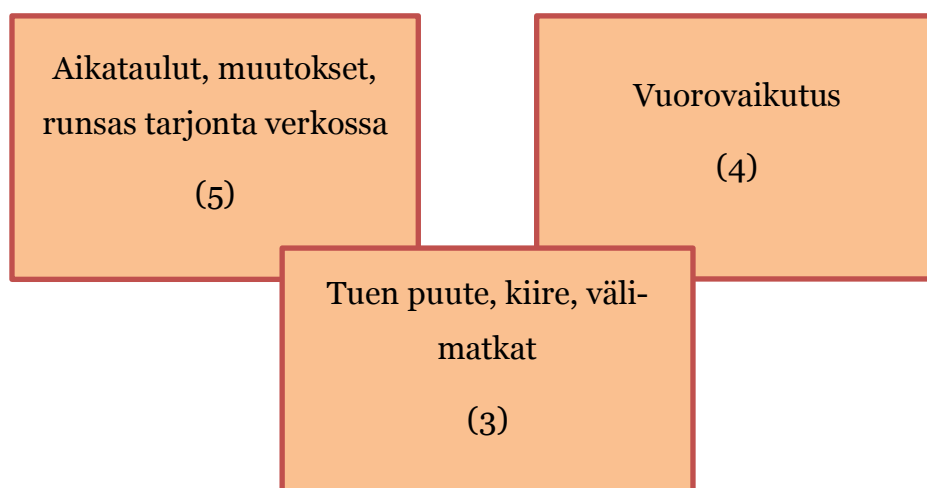 Aikataulut, muutokset,
runsas tarjonta verkossa
(5)
Vuorovaikutus
(4)
Tuen puute, kiire, väli-
matkat
(3)